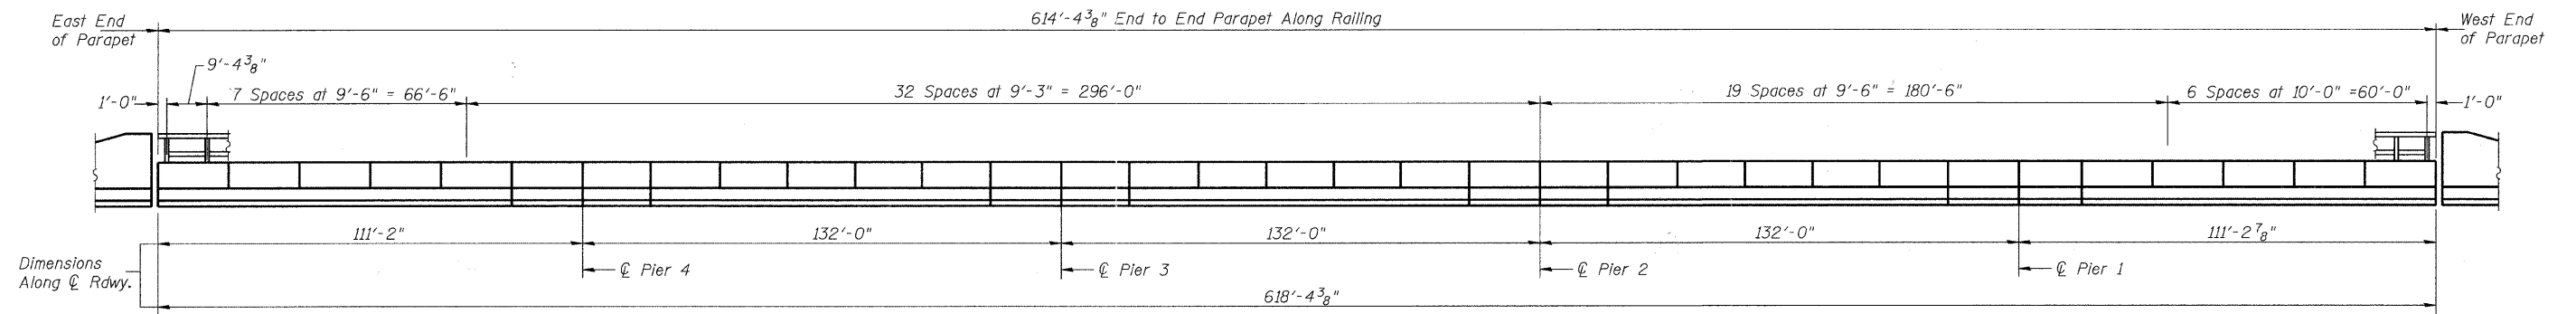 East End
of Parapet
614'-4 3/8" End to End Parapet Along Railing
West End
of Parapet
9'-4 3/8"
1'-0"
7 Spaces at 9'-6" = 66'-6"
32 Spaces at 9'-3" = 296'-0"
19 Spaces at 9'-6" = 180'-6"
6 Spaces at 10'-0" =60'-0"
1'-0"
111'-2"
132'-0"
132'-0"
132'-0"
111'-2 7/8"
Dimensions
Along ℄ Rdwy.
℄ Pier 4
℄ Pier 3
℄ Pier 2
℄ Pier 1
618'-4 3/8"